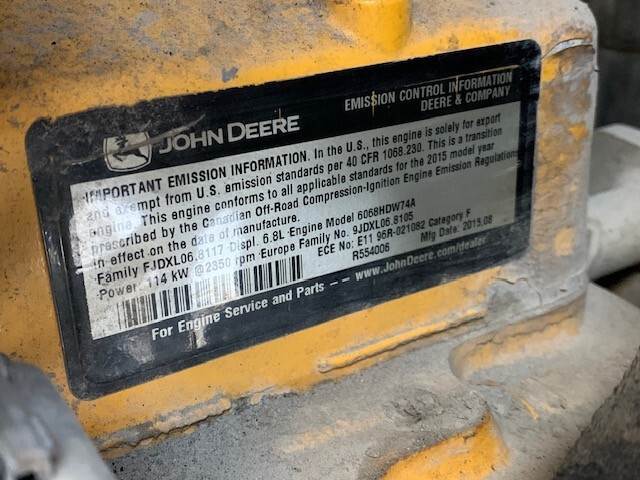 EMISSION CONTROL INFORMATION
DEERE & COMPANY
JOHN DEERE
IMPORTANT EMISSION INFORMATION. In the U.S., this engine is solely for export
and exempt from U.S. emission standards per 40 CFR 1068.230. This is a transition
engine. This engine conforms to all applicable standards for the 2015 model year
prescribed by the Canadian Off-Road Compression-Ignition Engine Emission Regulations
in effect on the date of manufacture.
Family FJDXL06.8117 Displ. 6.8L Engine Model 6068HDW74A
Power 114 kW @ 2350 rpm Europe Family No. 9JDXL06.8105
ECE No: E11 96R-021082 Category F
R554006 Mfg Date: 2015.08
For Engine Service and Parts -- www.JohnDeere.com/dealer